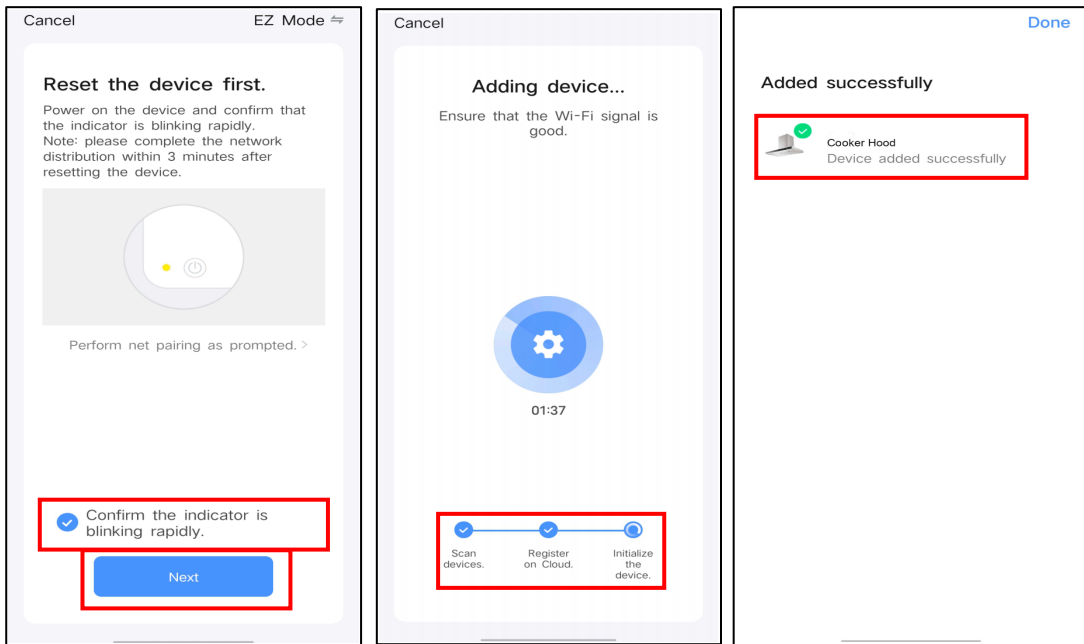 Cancel
EZ Mode ⇋
Reset the device first.
Power on the device and confirm that
the indicator is blinking rapidly.
Note: please complete the network
distribution within 3 minutes after
resetting the device.
Perform net pairing as prompted. >
Confirm the indicator is
blinking rapidly.
Next
Cancel
Adding device...
Ensure that the Wi-Fi signal is
good.
01:37
Scan
devices.
Register
on Cloud.
Initialize
the
device.
Done
Added successfully
Cooker Hood
Device added successfully